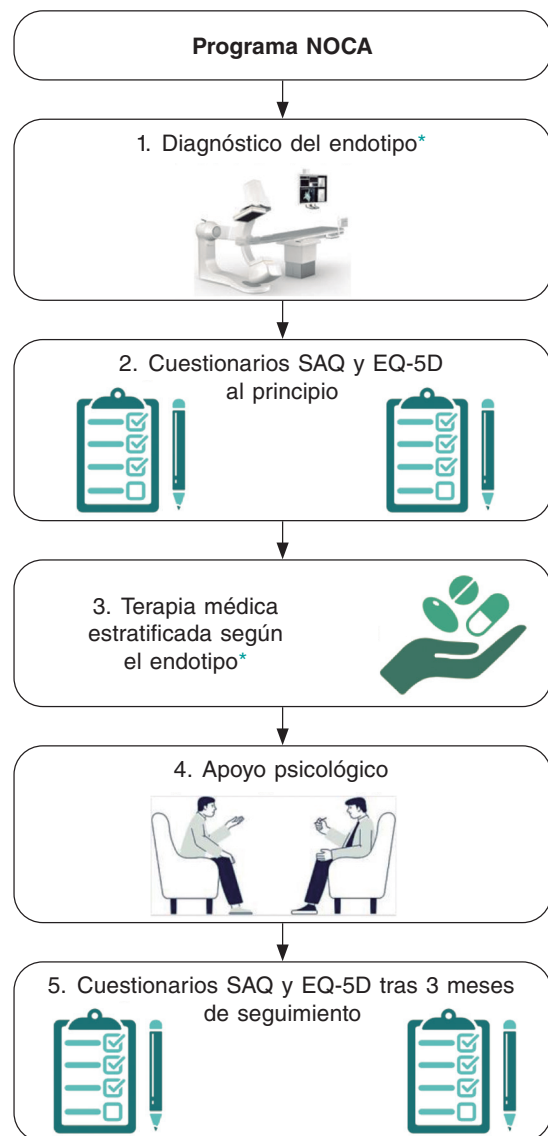 Programa NOCA
1. Diagnóstico del endotipo*
2. Cuestionarios SAQ y EQ-5D
al principio
3. Terapia médica
estratificada según
el endotipo*
4. Apoyo psicológico
5. Cuestionarios SAQ y EQ-5D tras 3 meses
de seguimiento